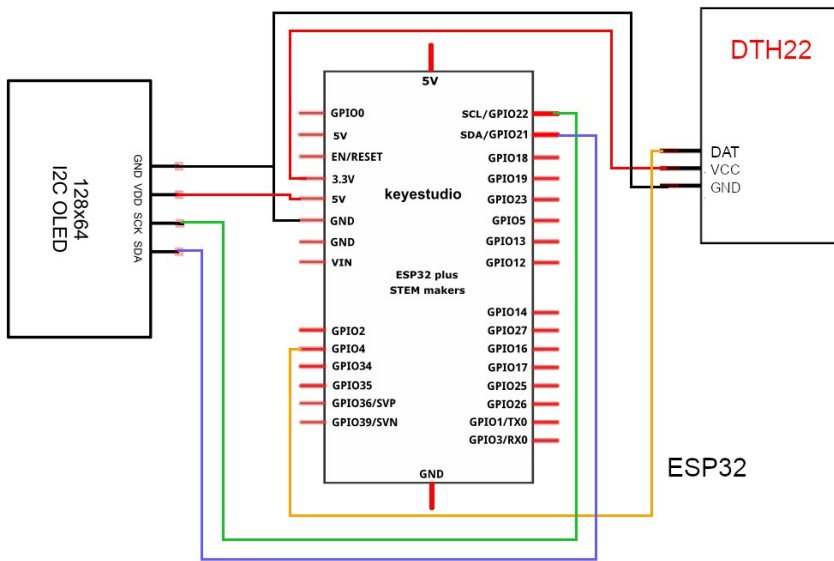 128x64
I2C OLED
GND
VDD
SCK
SDA
5V
GPIO0
5V
EN/RESET
3.3V
5V
GND
GND
VIN
GPIO2
GPIO4
GPIO34
GPIO35
GPIO36/SVP
GPIO39/SVN
keyestudio
ESP32 plus
STEM makers
SCL/GPIO22
SDA/GPIO21
GPIO18
GPIO19
GPIO23
GPIO5
GPIO13
GPIO12
GPIO14
GPIO27
GPIO16
GPIO17
GPIO25
GPIO26
GPIO1/TX0
GPIO3/RX0
GND
DTH22
DAT
VCC
GND
ESP32